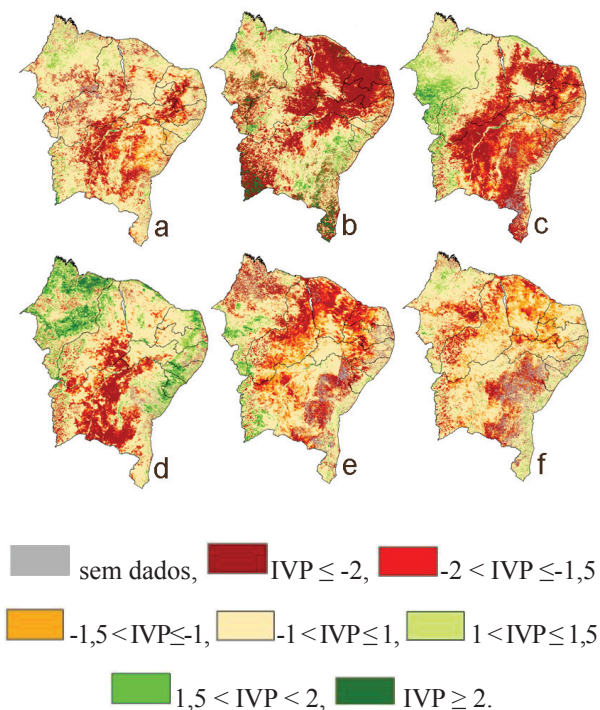 a
b
c
d
e
f
sem dados, IVP ≤ -2, -2 < IVP ≤-1,5
-1,5 < IVP≤-1, -1 < IVP≤ 1, 1 < IVP≤ 1,5
1,5 < IVP < 2, IVP ≥ 2.